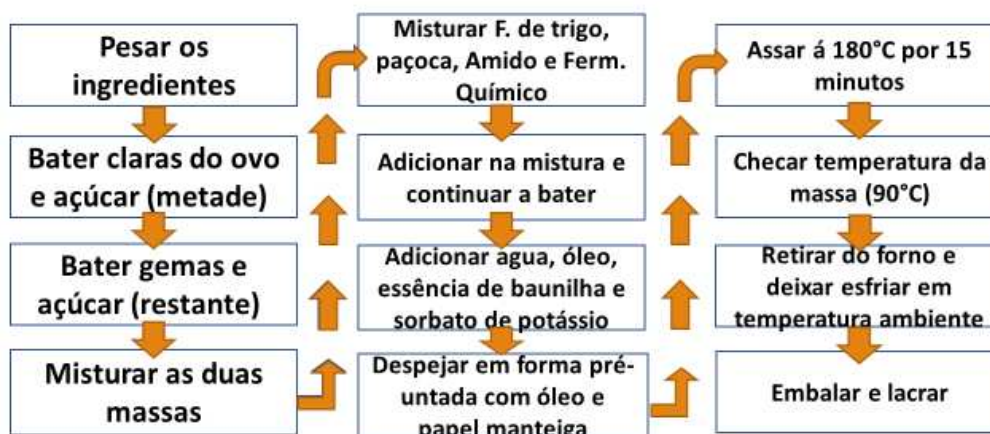 Pesar os
ingredientes
Bater claras do ovo
e açúcar (metade)
Bater gemas e
açúcar (restante)
Misturar as duas
massas
Misturar F. de trigo,
paçoca, Amido e Ferm.
Químico
Adicionar na mistura e
continuar a bater
Adicionar água, óleo,
essência de baunilha e
sorbato de potássio
Despejar em forma pré-
untada com óleo e
papel manteiga
Assar á 180°C por 15
minutos
Checar temperatura da
massa (90°C)
Retirar do forno e
deixar esfriar em
temperatura ambiente
Embalar e lacrar